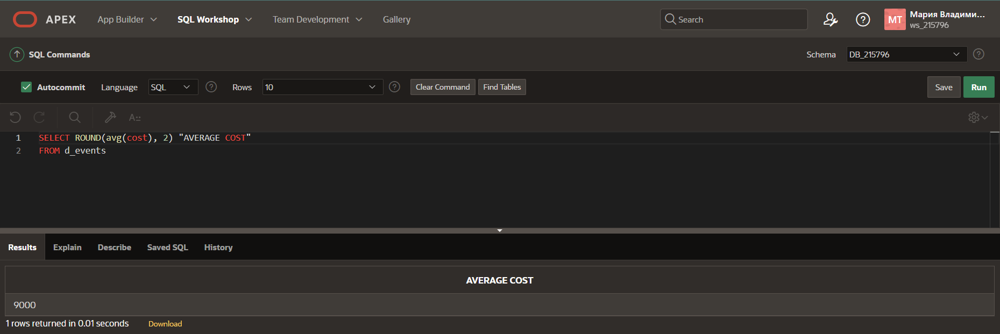 APEX App Builder SQL Workshop Team Development Gallery Search MT Мария Владими...
ws_215796
SQL Commands Schema DB_215796
Autocommit Language SQL Rows 10 Clear Command Find Tables Save Run
A::
1 SELECT ROUND(avg(cost), 2) "AVERAGE COST"
2 FROM d_events
Results Explain Describe Saved SQL History
AVERAGE COST
9000
1 rows returned in 0.01 seconds Download